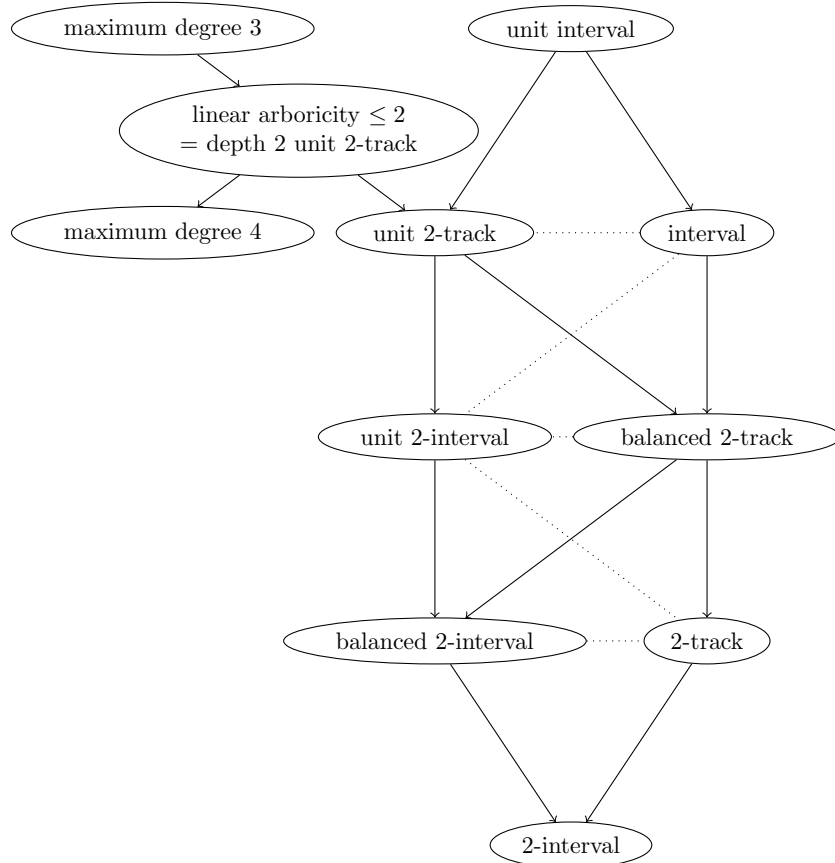 maximum degree 3
unit interval
linear arboricity ≤ 2
= depth 2 unit 2-track
maximum degree 4
unit 2-track
interval
unit 2-interval
balanced 2-track
balanced 2-interval
2-track
2-interval